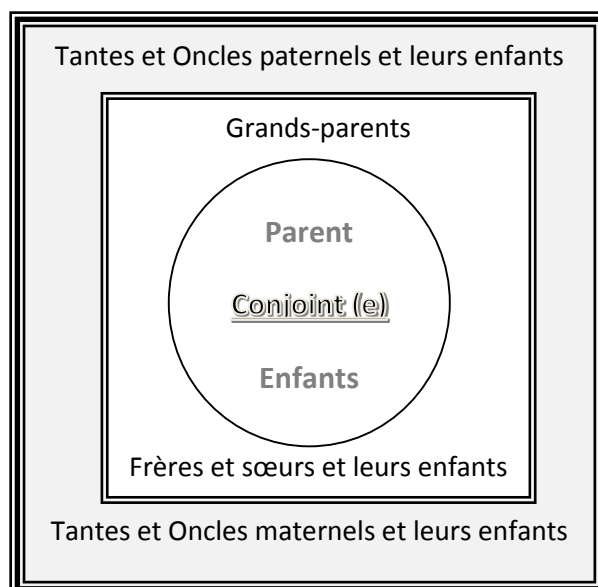 Tantes et Oncles paternels et leurs enfants
Grands-parents
Parent
Conjoint (e)
Enfants
Frères et sœurs et leurs enfants
Tantes et Oncles maternels et leurs enfants